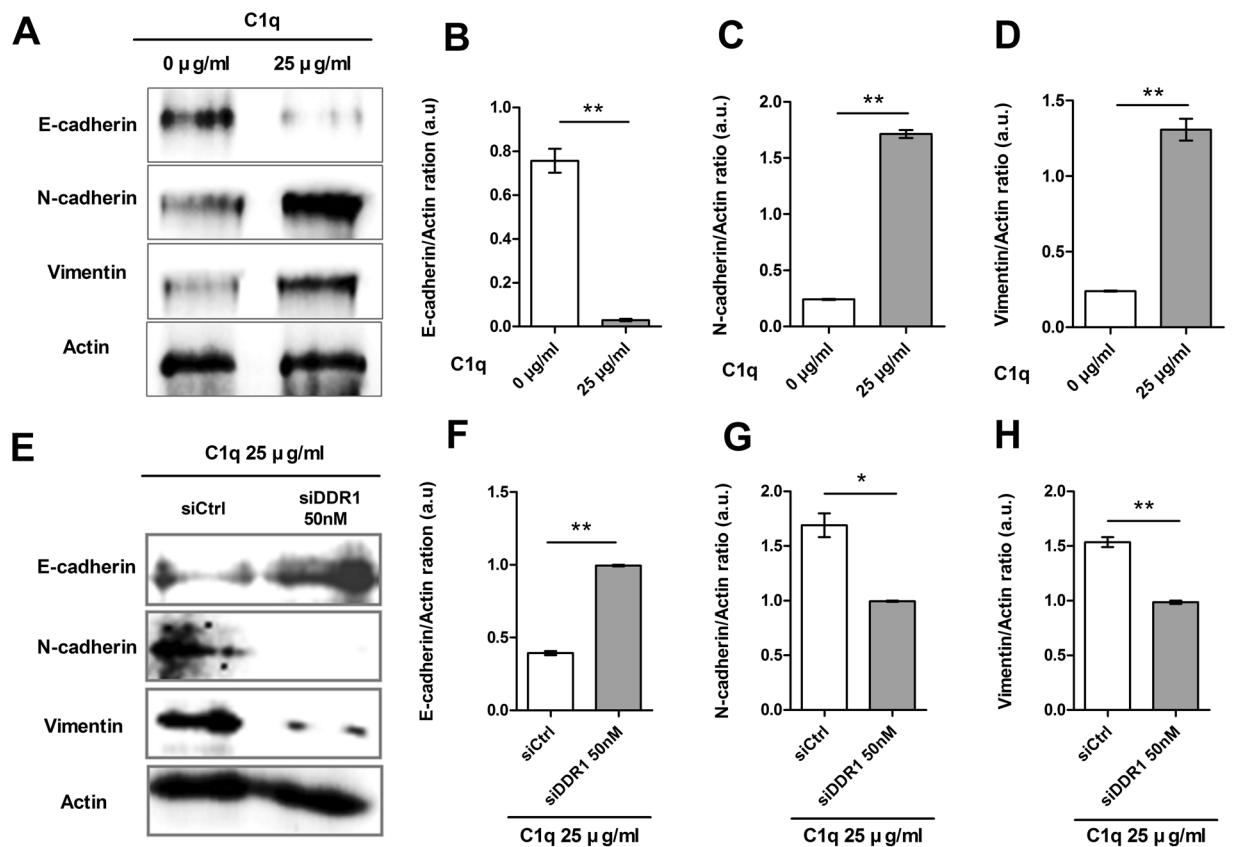 A
C1q
0 µg/ml 25 µg/ml
E-cadherin
N-cadherin
Vimentin
Actin
B
E-cadherin/Actin ration (a.u)
1.0
0.8
0.6
0.4
0.2
0.0
**
C1q
0 µg/ml
25 µg/ml
C
N-cadherin/Actin ratio (a.u.)
2.0
1.5
1.0
0.5
0.0
**
C1q
0 µg/ml
25 µg/ml
D
Vimentin/Actin ratio (a.u.)
1.5
1.0
0.5
0.0
**
C1q
0 µg/ml
25 µg/ml
E
C1q 25 µg/ml
siCtrl siDDR1
50nM
E-cadherin
N-cadherin
Vimentin
Actin
F
E-cadherin/Actin ration (a.u)
1.5
1.0
0.5
0.0
**
siCtrl
siDDR1 50nM
C1q 25 µg/ml
G
N-cadherin/Actin ratio (a.u.)
2.0
1.5
1.0
0.5
0.0
*
siCtrl
siDDR1 50nM
C1q 25 µg/ml
H
Vimentin/Actin ratio (a.u.)
2.0
1.5
1.0
0.5
0.0
**
siCtrl
siDDR1 50nM
C1q 25 µg/ml